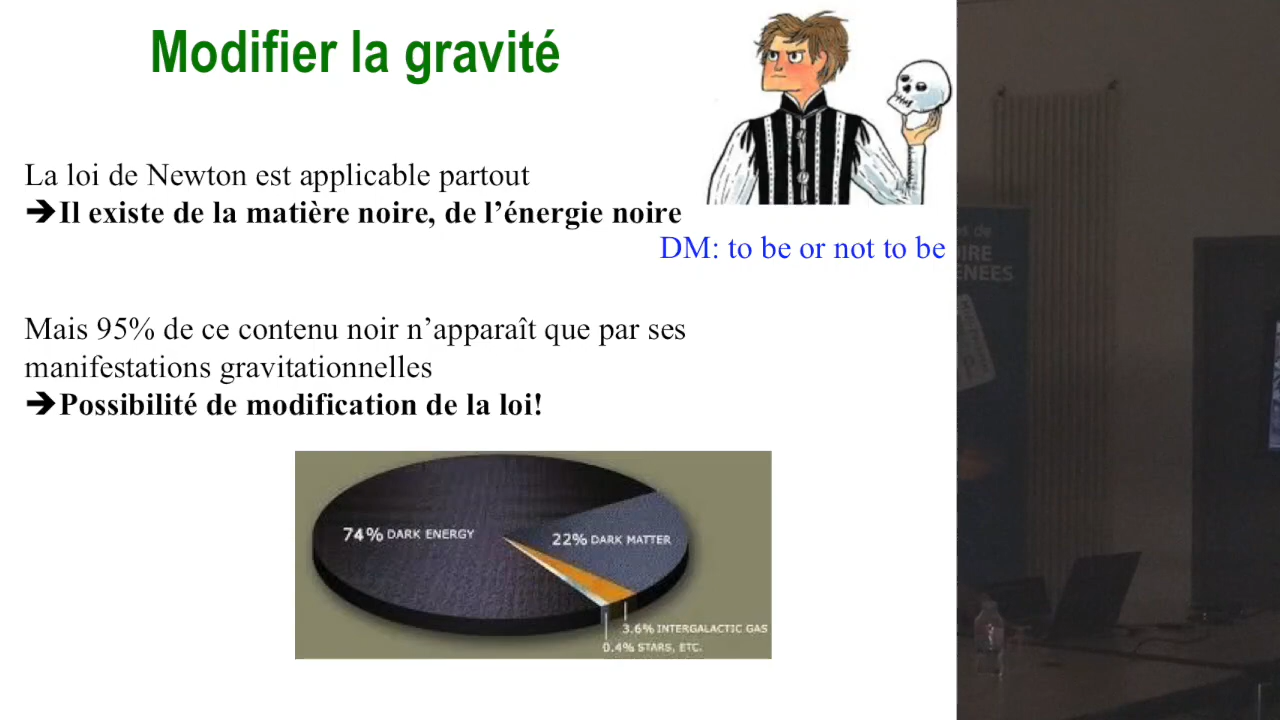 Modifier la gravité
La loi de Newton est applicable partout
➔Il existe de la matière noire, de l’énergie noire
DM: to be or not to be
Mais 95% de ce contenu noir n’apparaît que par ses
manifestations gravitationnelles
➔Possibilité de modification de la loi!
74% DARK ENERGY
22% DARK MATTER
3.6% INTERGALACTIC GAS
0.4% STARS, ETC.
de